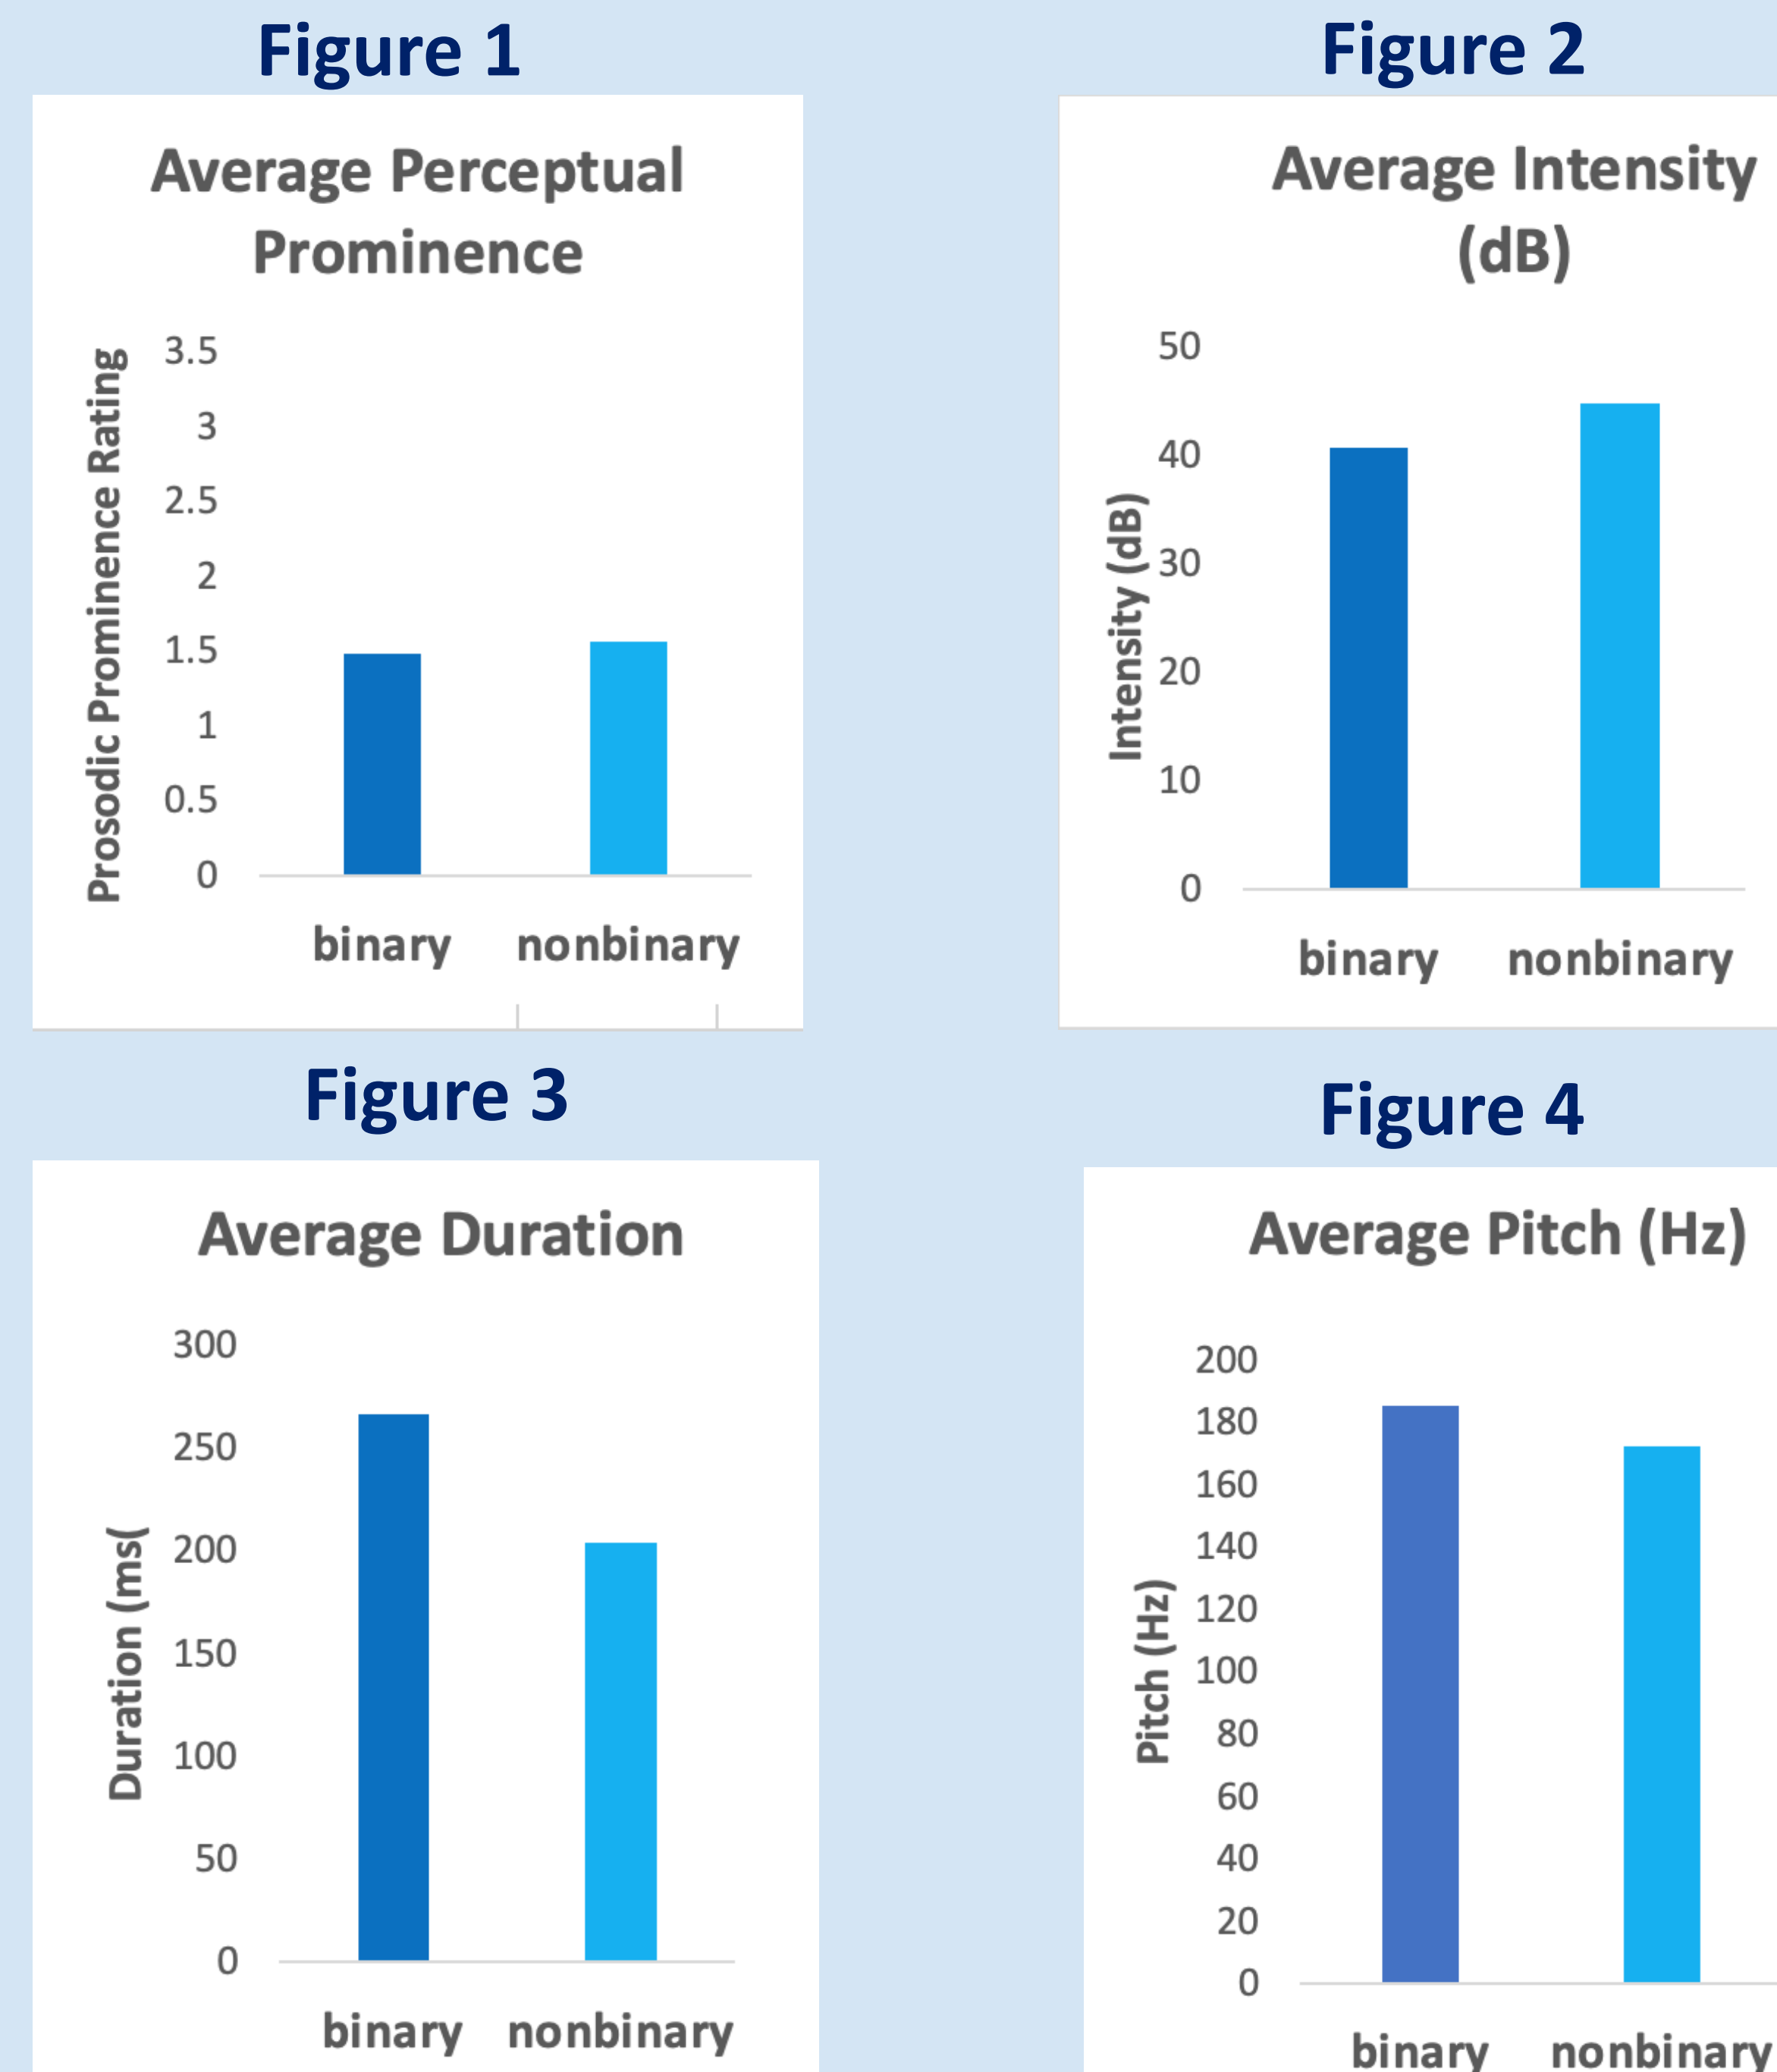 Figure 1
Average Perceptual
Prominence
Prosodic Prominence Rating
3.5
3
2.5
2
1.5
1
0.5
0
binary nonbinary
Figure 2
Average Intensity
(dB)
Intensity (dB)
50
40
30
20
10
0
binary nonbinary
Figure 3
Average Duration
Duration (ms(
300
250
200
150
100
50
0
binary nonbinary
Figure 4
Average Pitch (Hz)
Pitch (Hz)
200
180
160
140
120
100
80
60
40
20
0
binary nonbinary